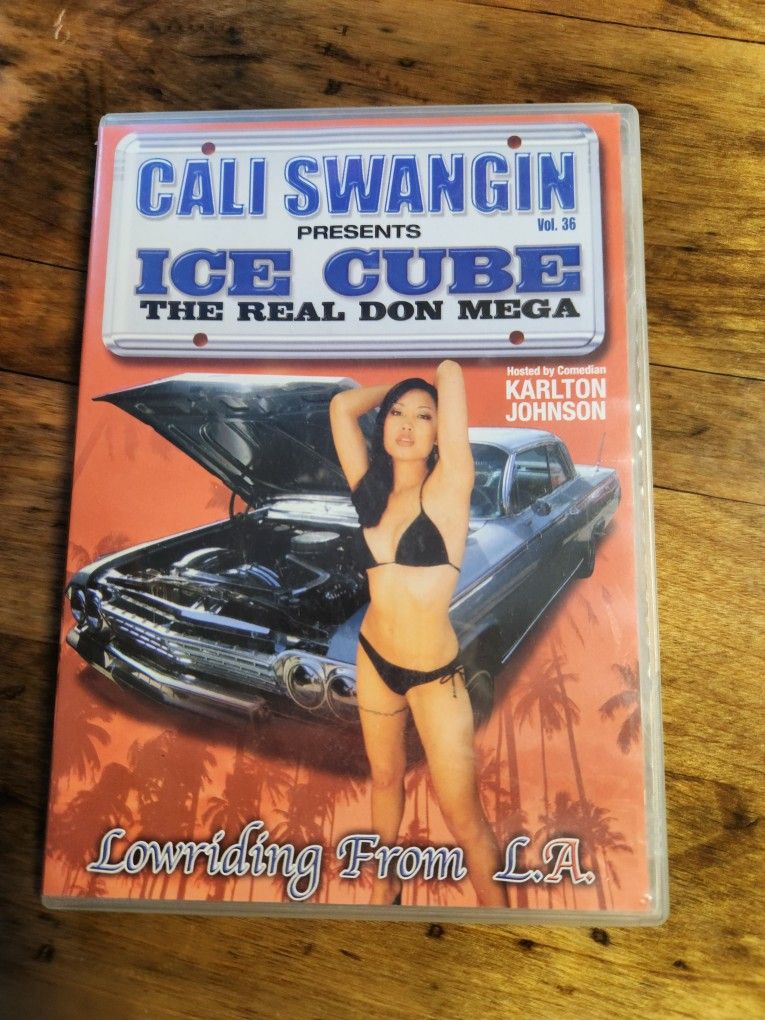 CALI SWANGIN
Vol. 36
PRESENTS
ICE CUBE
THE REAL DON MEGA
Hosted by Comedian
KARLTON
JOHNSON
Lowriding From L.A.